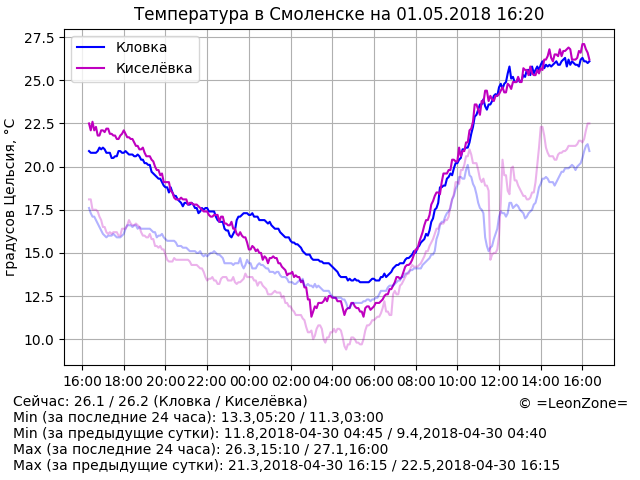 Температура в Смоленске на 01.05.2018 16:20
27.5
25.0
22.5
20.0
17.5
15.0
12.5
10.0
градусов Цельсия, °C
Кловка
Киселёвка
16:00 18:00 20:00 22:00 00:00 02:00 04:00 06:00 08:00 10:00 12:00 14:00 16:00
Сейчас: 26.1 / 26.2 (Кловка / Киселёвка)
© =LeonZone=
Min (за последние 24 часа): 13.3,05:20 / 11.3,03:00
Min (за предыдущие сутки): 11.8,2018-04-30 04:45 / 9.4,2018-04-30 04:40
Max (за последние 24 часа): 26.3,15:10 / 27.1,16:00
Max (за предыдущие сутки): 21.3,2018-04-30 16:15 / 22.5,2018-04-30 16:15